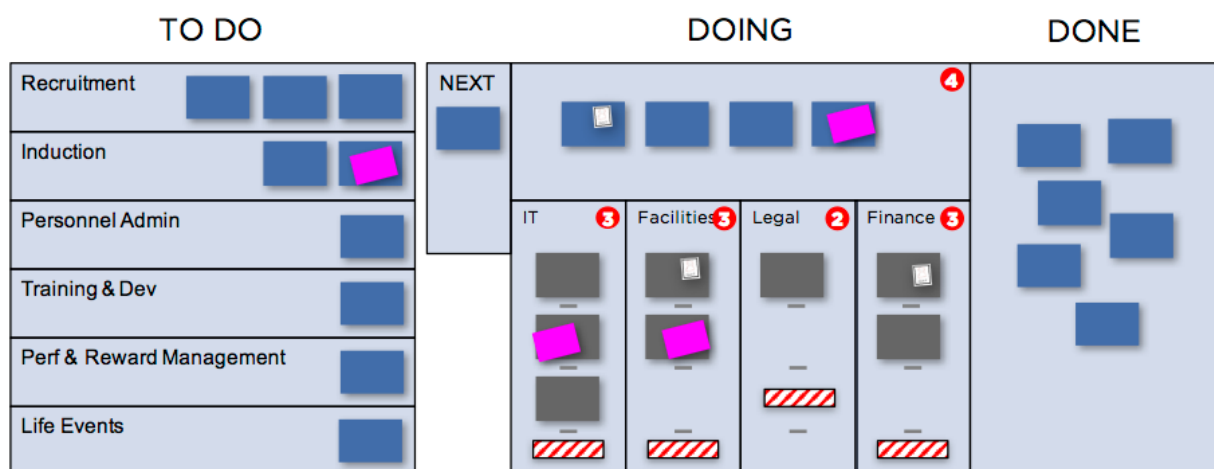 TO DO
DOING
DONE
Recruitment
NEXT
4
Induction
Personnel Admin
IT
3
Facilities
3
Legal
2
Finance
3
Training & Dev
Perf & Reward Management
Life Events